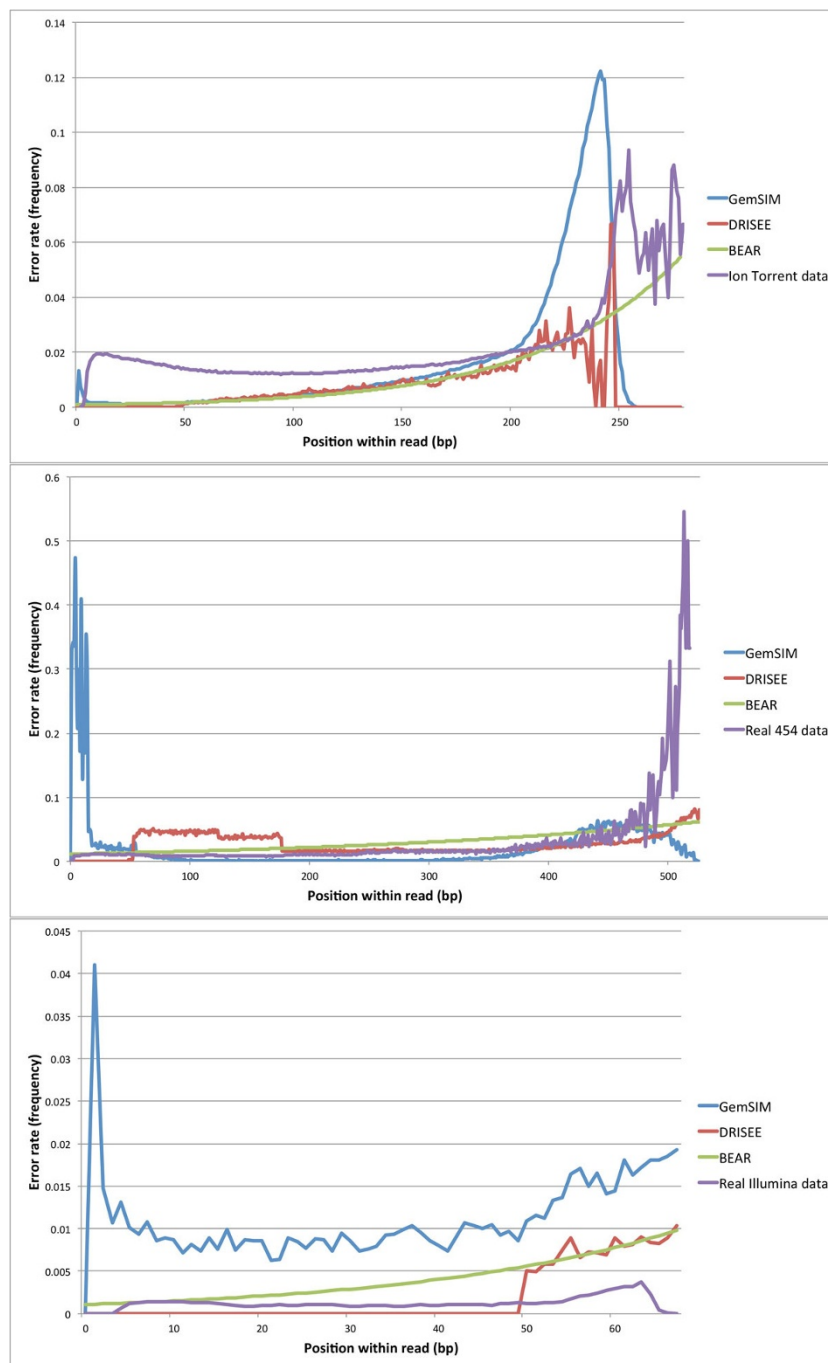 0.14
0.12
0.1
0.08
0.06
0.04
0.02
0
Error rate (frequency)
0 50 100 150 200 250
Position within read (bp)
GemSIM
DRISEE
BEAR
Ion Torrent data
0.6
0.5
0.4
0.3
0.2
0.1
0
Error rate (frequency)
0 100 200 300 400 500
Position within read (bp)
GemSIM
DRISEE
BEAR
Real 454 data
0.045
0.04
0.035
0.03
0.025
0.02
0.015
0.01
0.005
0
Error rate (frequency)
0 10 20 30 40 50 60
Position within read (bp)
GemSIM
DRISEE
BEAR
Real Illumina data